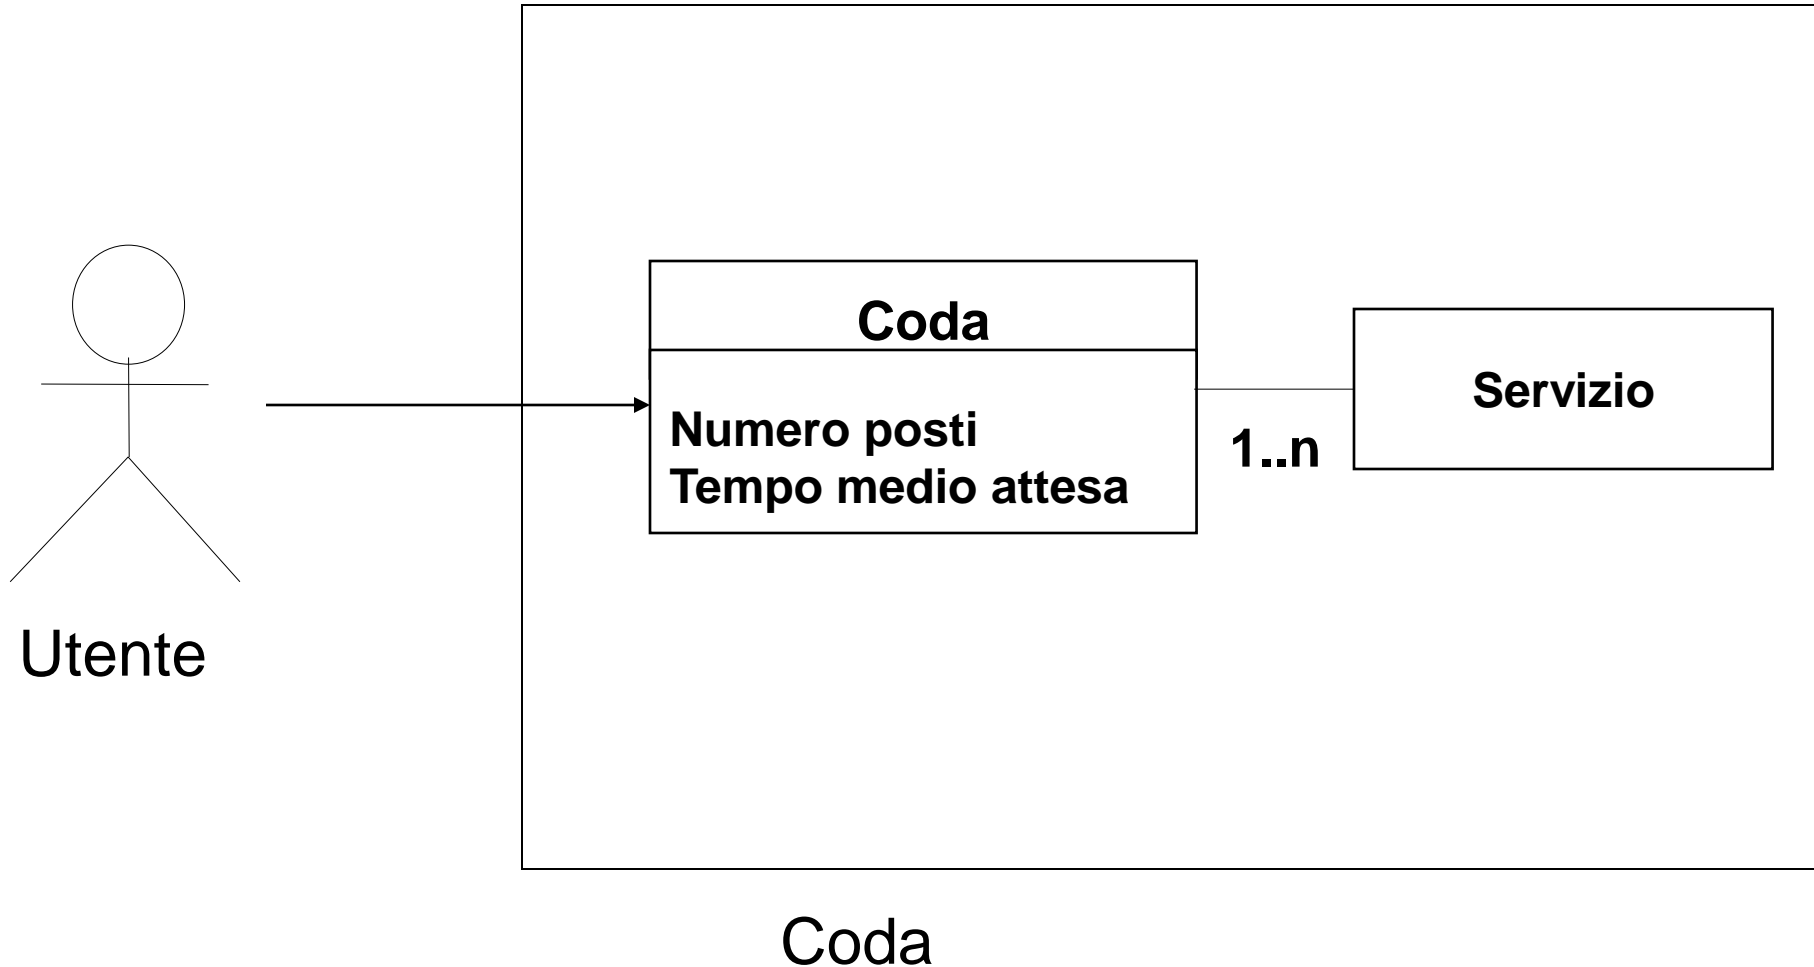 Coda
Numero posti
Tempo medio attesa
1..n
Servizio
Utente
Coda